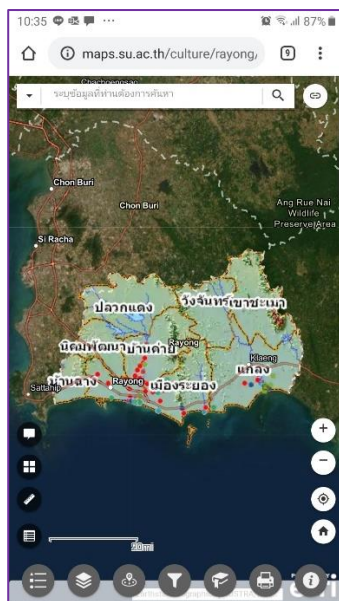 10:35 ... 87%
maps.su.ac.th/culture/rayong/ 9
Chachoengsao
ระบุข้อมูลที่ท่านต้องการค้นหา
Chon Buri
Chon Buri
Ang Rue Nai
Wildlife
Preserve Area
Si Racha
ปลวกแดง วังจันทร์ เขาชะเมา
นิคมพัฒนา บ้านค่าย Rayong
Klaeng
แกลง
Sattahip บ้านฉาง Rayong เมืองระยอง
20mi
esri